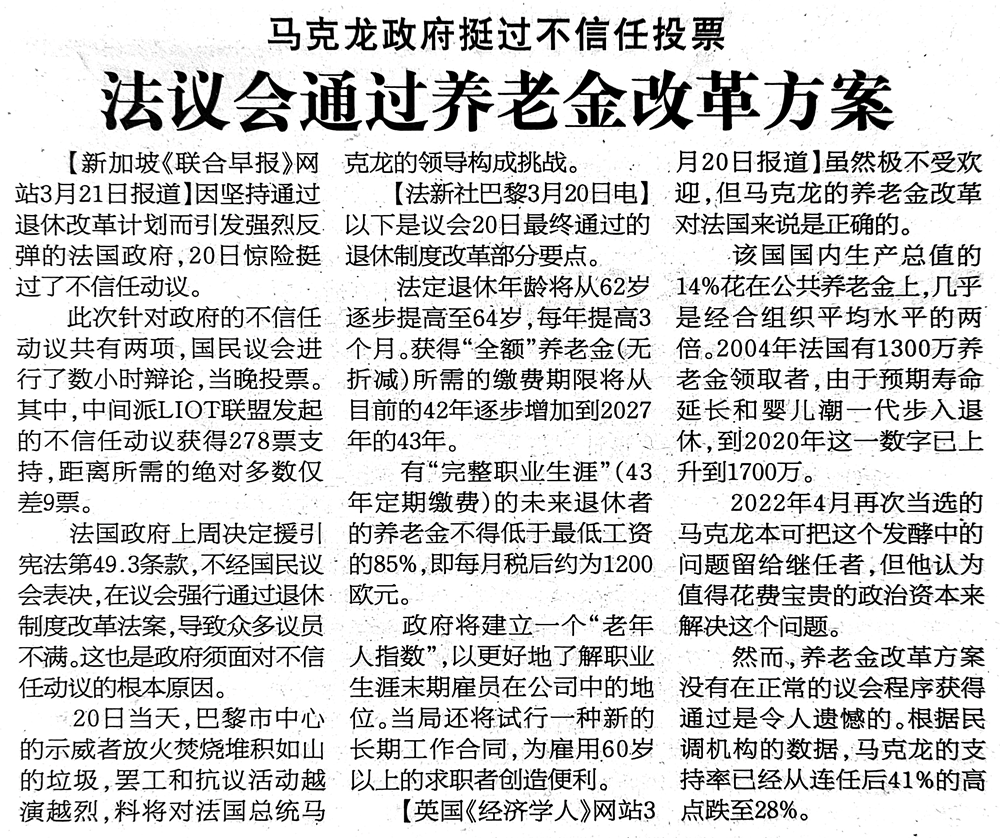 马克龙政府挺过不信任投票
法议会通过养老金改革方案
【新加坡《联合早报》网
站3月21日报道】因坚持通过
退休改革计划而引发强烈反
弹的法国政府，20日惊险挺
过了不信任动议。
此次针对政府的不信任
动议共有两项，国民议会进
行了数小时辩论，当晚投票。
其中，中间派LIOT联盟发起
的不信任动议获得278票支
持，距离所需的绝对多数仅
差9票。
法国政府上周决定援引
宪法第49.3条款，不经国民议
会表决，在议会强行通过退休
制度改革法案，导致众多议员
不满。这也是政府须面对不信
任动议的根本原因。
20日当天，巴黎市中心
的示威者放火焚烧堆积如山
的垃圾，罢工和抗议活动越
演越烈，料将对法国总统马
克龙的领导构成挑战。
【法新社巴黎3月20日电】
以下是议会20日最终通过的
退休制度改革部分要点。
法定退休年龄将从62岁
逐步提高至64岁，每年提高3
个月。获得“全额”养老金(无
折减)所需的缴费期限将从
目前的42年逐步增加到2027
年的43年。
有“完整职业生涯”(43
年定期缴费)的未来退休者
的养老金不得低于最低工资
的85%，即每月税后约为1200
欧元。
政府将建立一个“老年
人指数”，以更好地了解职业
生涯末期雇员在公司中的地
位。当局还将试行一种新的
长期工作合同，为雇用60岁
以上的求职者创造便利。
【英国《经济学人》网站3
月20日报道】虽然极不受欢
迎，但马克龙的养老金改革
对法国来说是正确的。
该国国内生产总值的
14%花在公共养老金上，几乎
是经合组织平均水平的两
倍。2004年法国有1300万养
老金领取者，由于预期寿命
延长和婴儿潮一代步入退
休，到2020年这一数字已上
升到1700万。
2022年4月再次当选的
马克龙本可把这个发酵中的
问题留给继任者，但他认为
值得花费宝贵的政治资本来
解决这个问题。
然而，养老金改革方案
没有在正常的议会程序获得
通过是令人遗憾的。根据民
调机构的数据，马克龙的支
持率已经从连任后41%的高
点跌至28%。